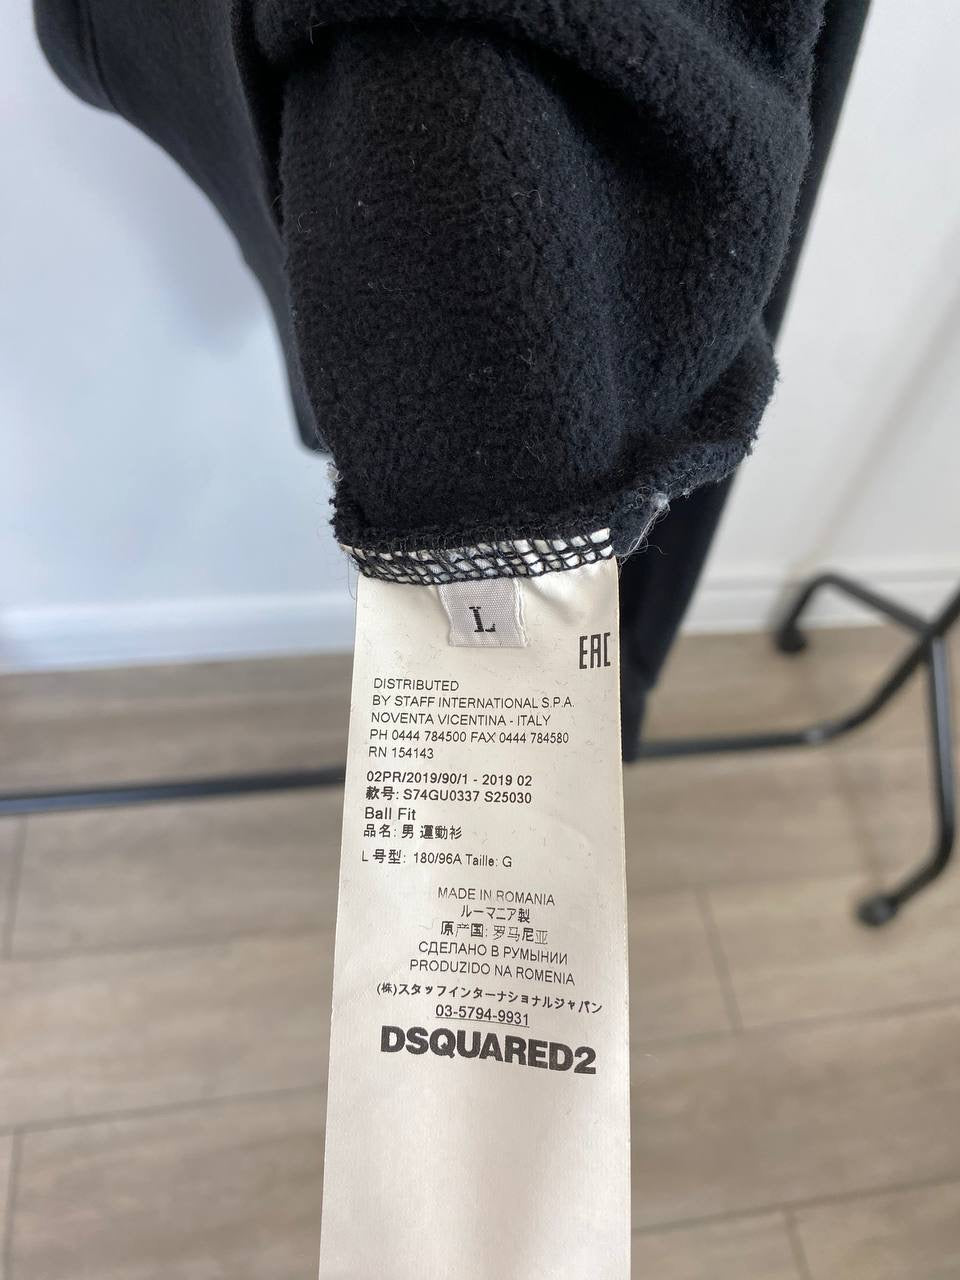 L
EAC
DISTRIBUTED
BY STAFF INTERNATIONAL S.P.A.
NOVENTA VICENTINA - ITALY
PH 0444 784500 FAX 0444 784580
RN 154143
02PR/2019/90/1 - 2019 02
款号: S74GU0337 S25030
Ball Fit
品名: 男 運動衫
L 号型: 180/96A Taille: G
MADE IN ROMANIA
ルーマニア製
原产国: 罗马尼亚
СДЕЛАНО В РУМЫНИИ
PRODUZIDO NA ROMENIA
(株)スタッフインターナショナルジャパン
03-5794-9931
DSQUARED2